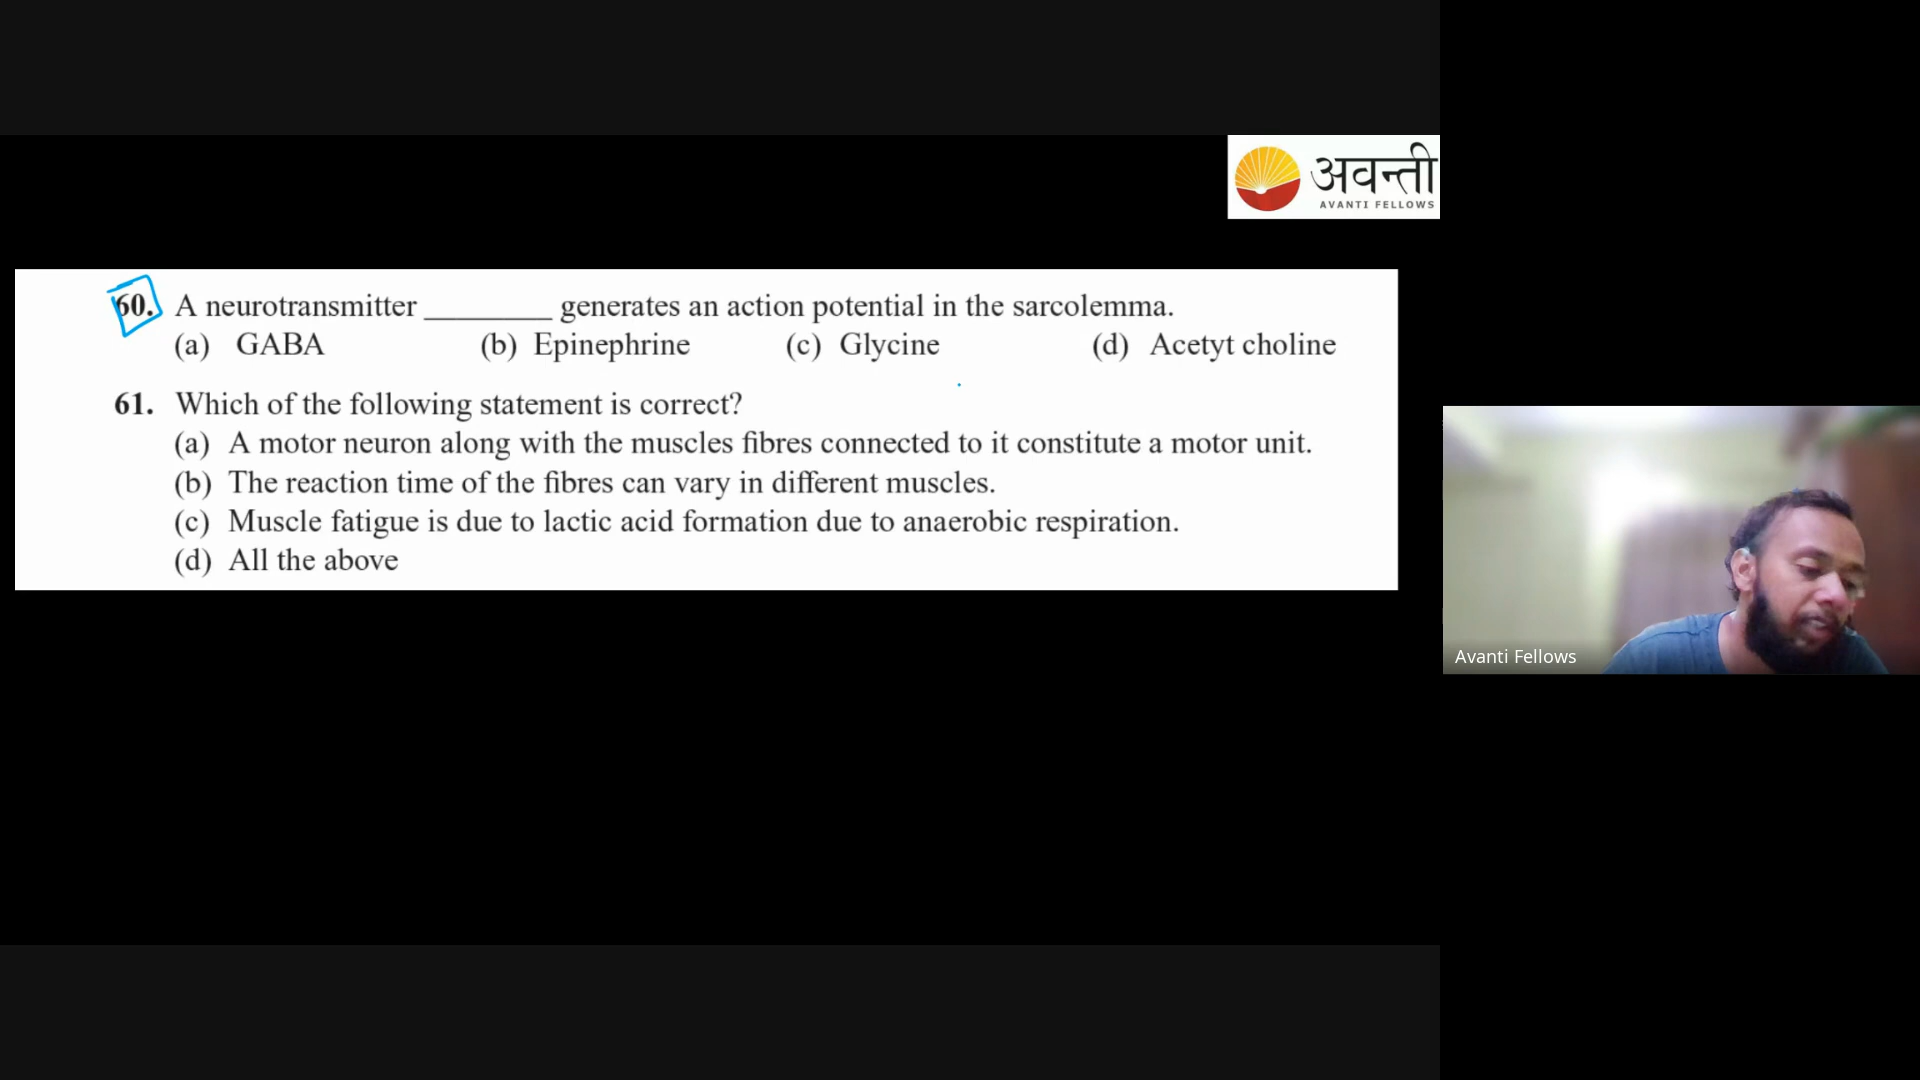 अवन्ती
AVANTI FELLOWS
60. A neurotransmitter ________ generates an action potential in the sarcolemma.
(a) GABA (b) Epinephrine (c) Glycine (d) Acetyt choline
61. Which of the following statement is correct?
(a) A motor neuron along with the muscles fibres connected to it constitute a motor unit.
(b) The reaction time of the fibres can vary in different muscles.
(c) Muscle fatigue is due to lactic acid formation due to anaerobic respiration.
(d) All the above
Avanti Fellows